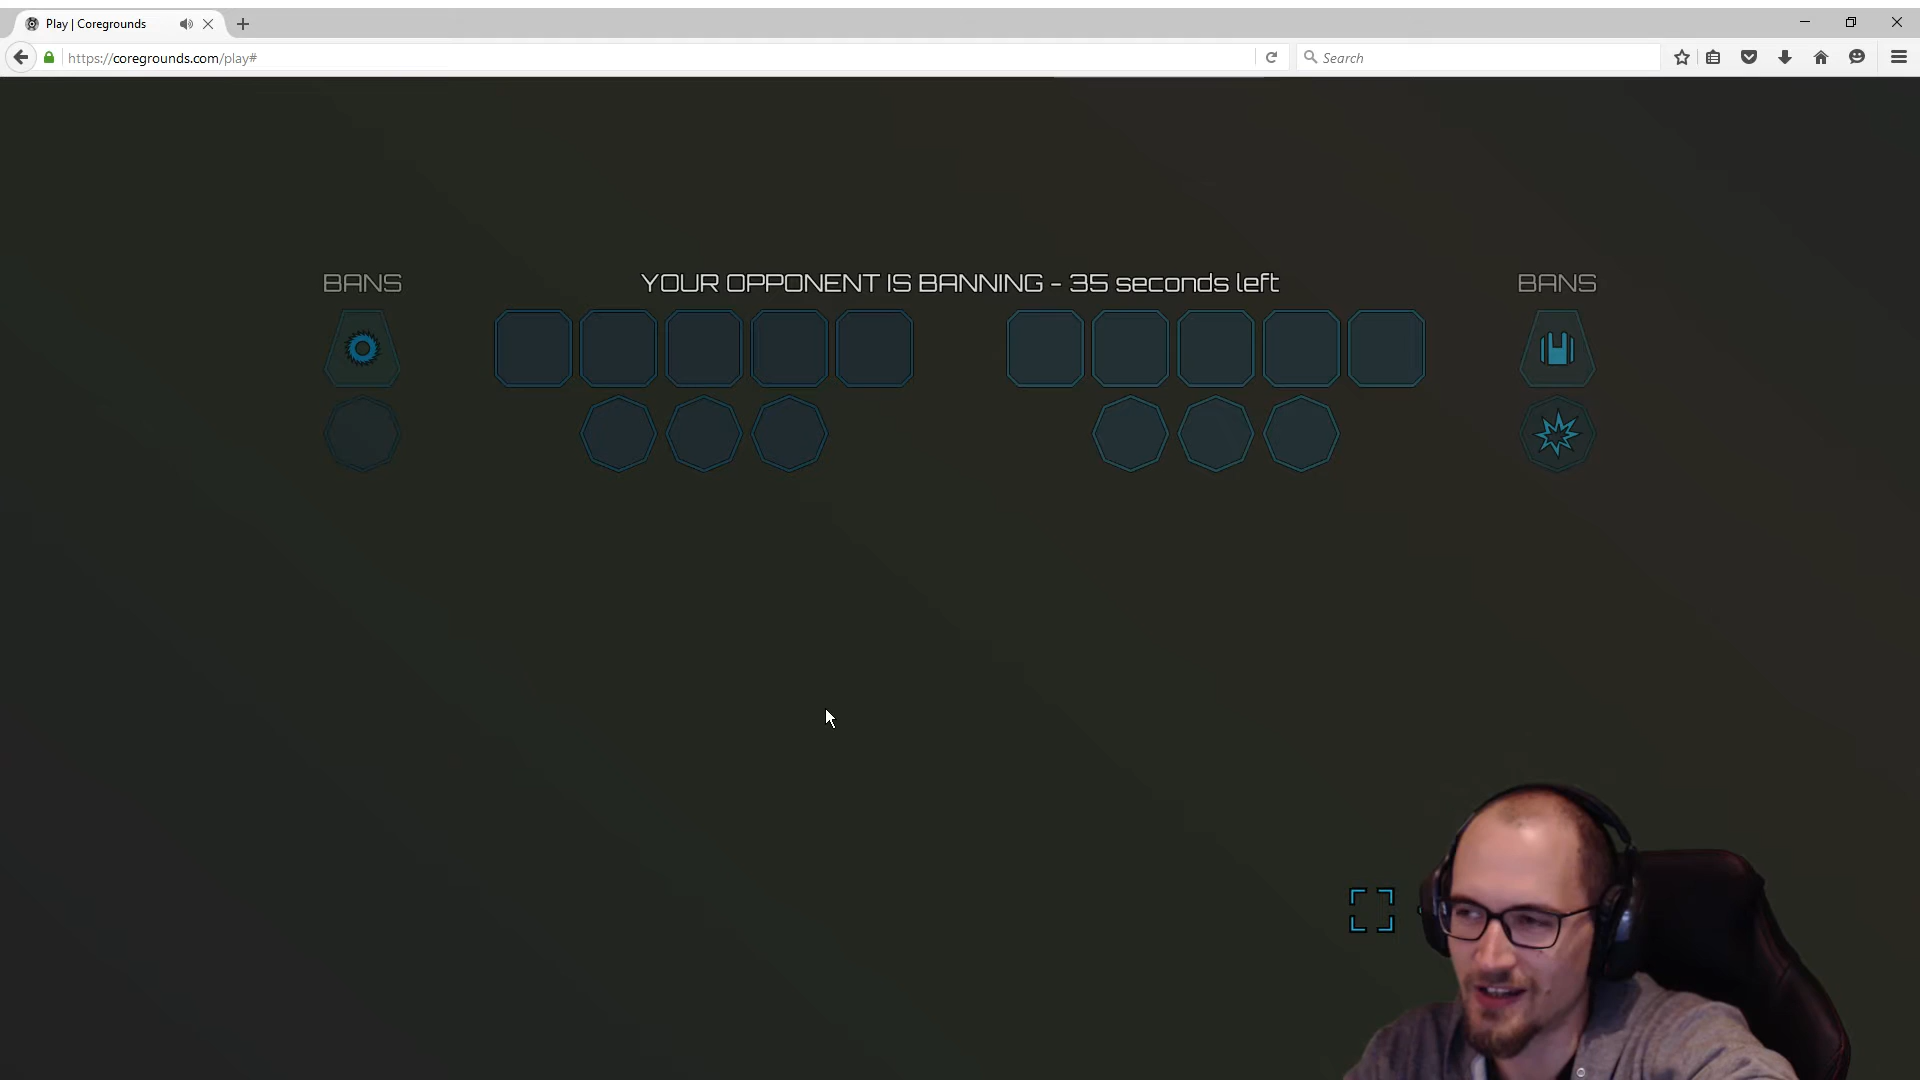 Play | Coregrounds
https://coregrounds.com/play#
Search
BANS
YOUR OPPONENT IS BANNING - 35 seconds left
BANS